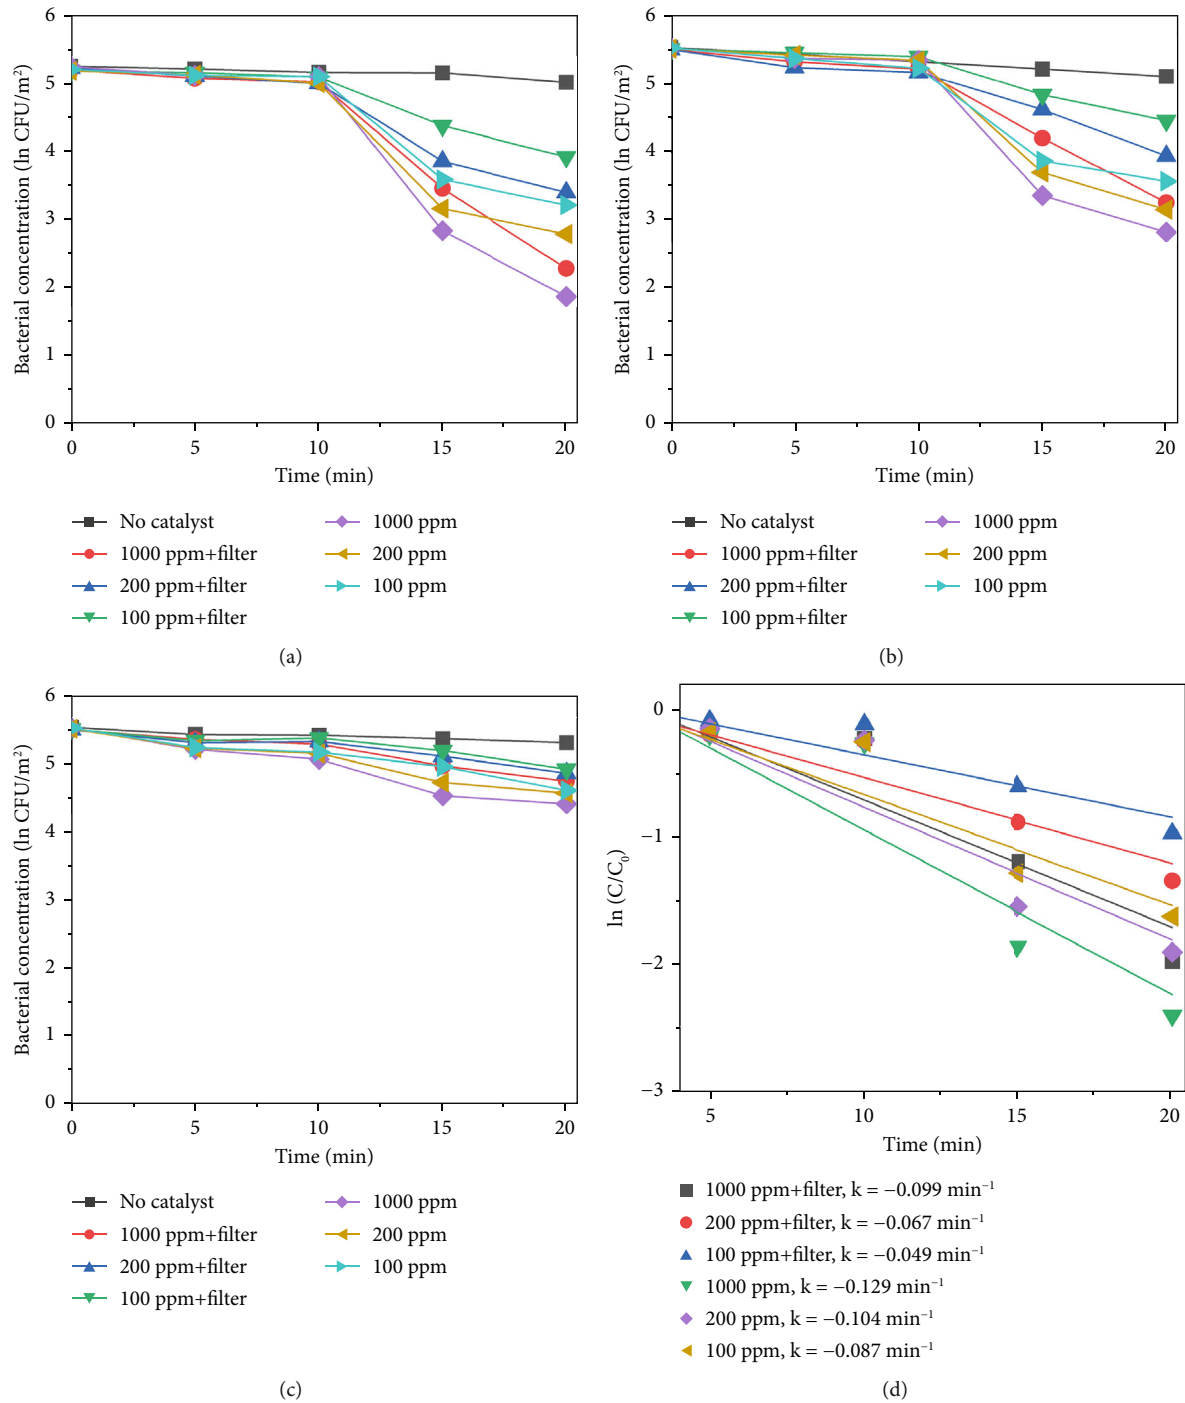 6
5
4
3
2
1
0
Bacterial concentration (ln CFU/m²)
0 5 10 15 20
Time (min)
No catalyst
1000 ppm+filter
200 ppm+filter
100 ppm+filter
1000 ppm
200 ppm
100 ppm
(a)
6
5
4
3
2
1
0
Bacterial concentration (ln CFU/m²)
0 5 10 15 20
Time (min)
No catalyst
1000 ppm+filter
200 ppm+filter
100 ppm+filter
1000 ppm
200 ppm
100 ppm
(b)
6
5
4
3
2
1
0
Bacterial concentration (ln CFU/m²)
0 5 10 15 20
Time (min)
No catalyst
1000 ppm+filter
200 ppm+filter
100 ppm+filter
1000 ppm
200 ppm
100 ppm
(c)
0
−1
−2
−3
ln (C/C₀)
5 10 15 20
Time (min)
1000 ppm+filter, k = −0.099 min⁻¹
200 ppm+filter, k = −0.067 min⁻¹
100 ppm+filter, k = −0.049 min⁻¹
1000 ppm, k = −0.129 min⁻¹
200 ppm, k = −0.104 min⁻¹
100 ppm, k = −0.087 min⁻¹
(d)